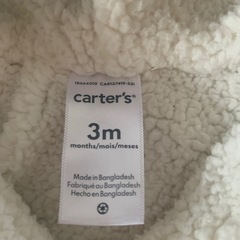 carter's®
3m
months/mois/meses
Made in Bangladesh
Fabriqué au Bangladesh
Hecho en Bangladesh